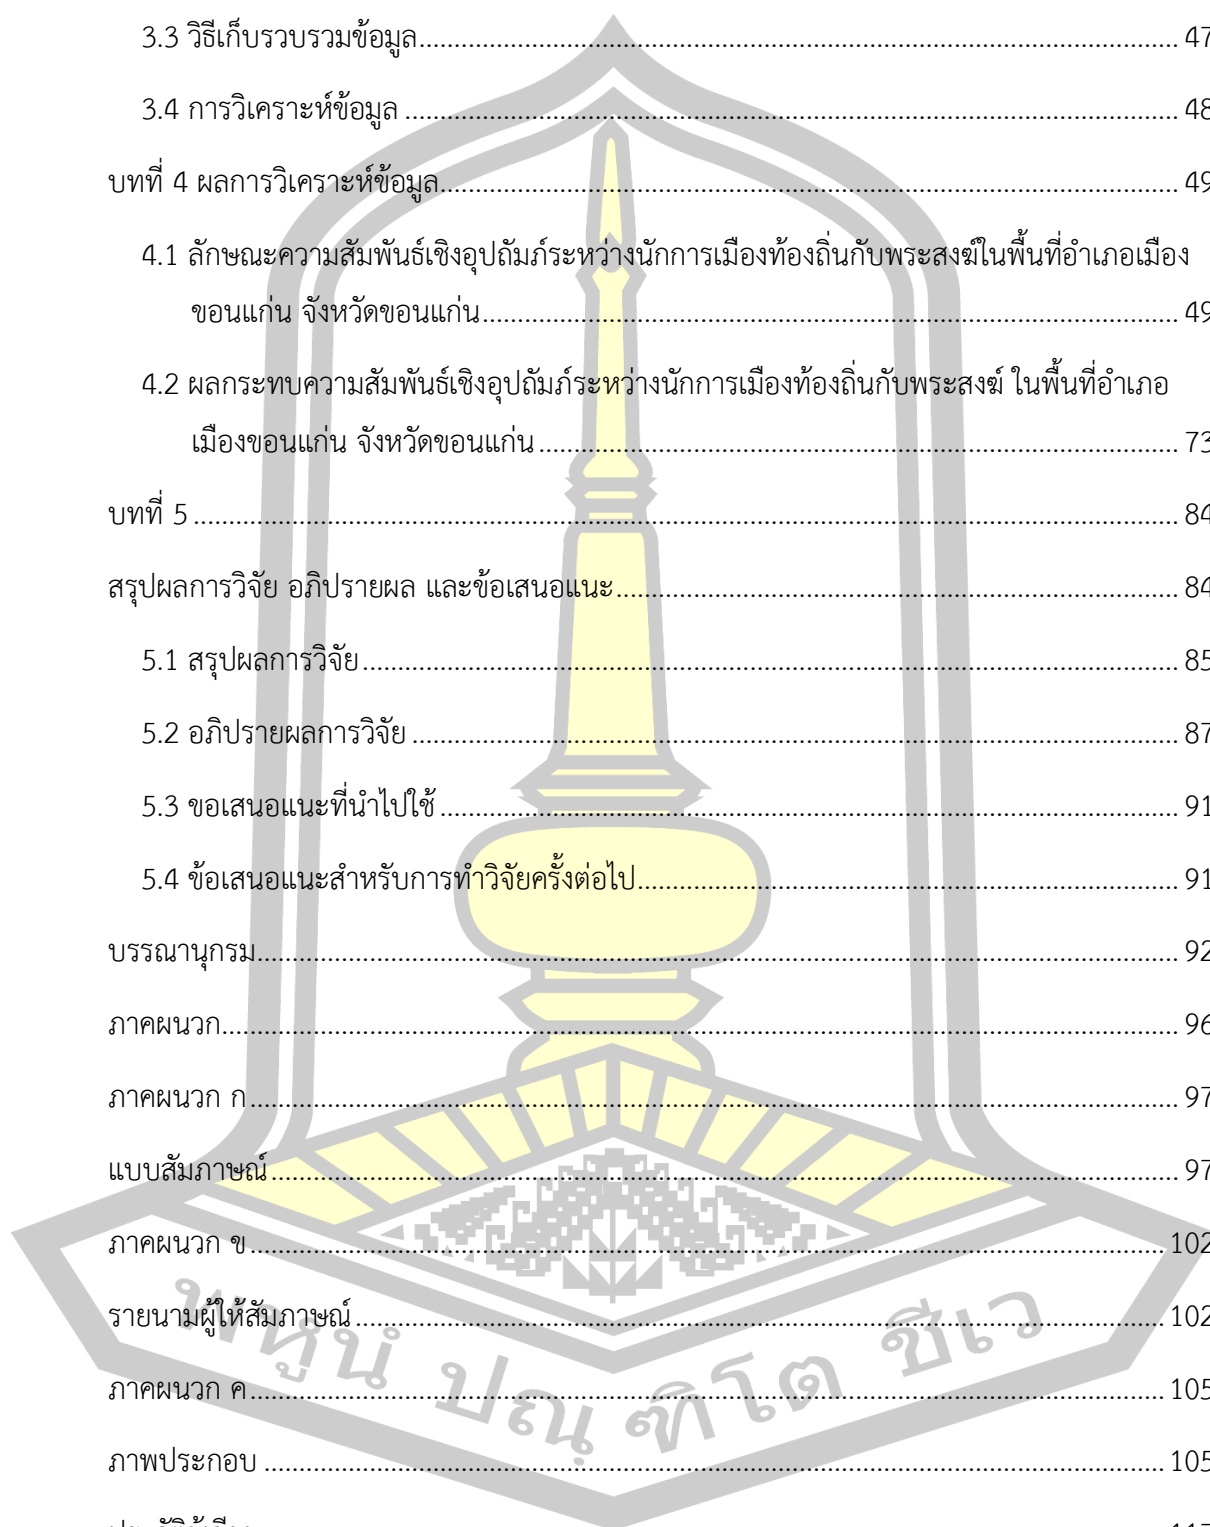 3.3 วิธีเก็บรวบรวมข้อมูล.......... 47
3.4 การวิเคราะห์ข้อมูล .......... 48
บทที่ 4 ผลการวิเคราะห์ข้อมูล.......... 49
4.1 ลักษณะความสัมพันธ์เชิงอุปถัมภ์ระหว่างนักการเมืองท้องถิ่นกับพระสงฆ์ในพื้นที่อำเภอเมือง
ขอนแก่น จังหวัดขอนแก่น.......... 49
4.2 ผลกระทบความสัมพันธ์เชิงอุปถัมภ์ระหว่างนักการเมืองท้องถิ่นกับพระสงฆ์ ในพื้นที่อำเภอ
เมืองขอนแก่น จังหวัดขอนแก่น .......... 73
บทที่ 5 .......... 84
สรุปผลการวิจัย อภิปรายผล และข้อเสนอแนะ.......... 84
5.1 สรุปผลการวิจัย.......... 85
5.2 อภิปรายผลการวิจัย .......... 87
5.3 ขอเสนอแนะที่นำไปใช้ .......... 91
5.4 ข้อเสนอแนะสำหรับการทำวิจัยครั้งต่อไป.......... 91
บรรณานุกรม.......... 92
ภาคผนวก.......... 96
ภาคผนวก ก.......... 97
แบบสัมภาษณ์.......... 97
ภาคผนวก ข.......... 102
รายนามผู้ให้สัมภาษณ์ .......... 102
ภาคผนวก ค.......... 105
ภาพประกอบ .......... 105
พหูนํ ปณฺฑิโต ชีเว